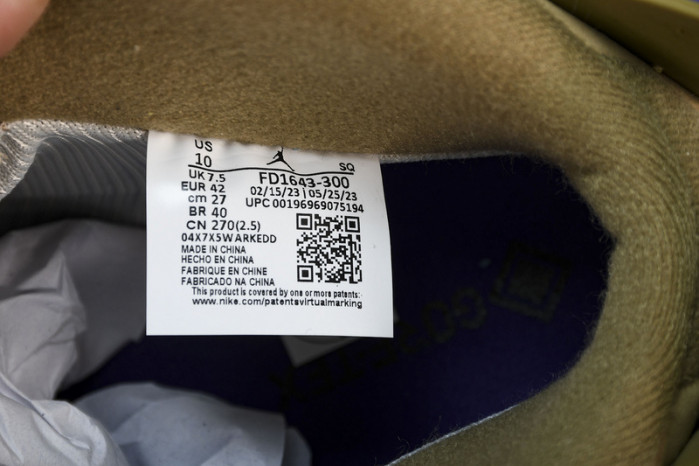 US
10
SQ
UK 7.5
FD1643-300
EUR 42
02/15/23 | 05/25/23
cm 27
UPC 00196969075194
BR 40
CN 270(2.5)
04X7X5WARKEDD
MADE IN CHINA
HECHO EN CHINA
FABRIQUE EN CHINE
FABRICADO NA CHINA
This product is covered by one or more patents:
www.nike.com/patentsvirtualmarking